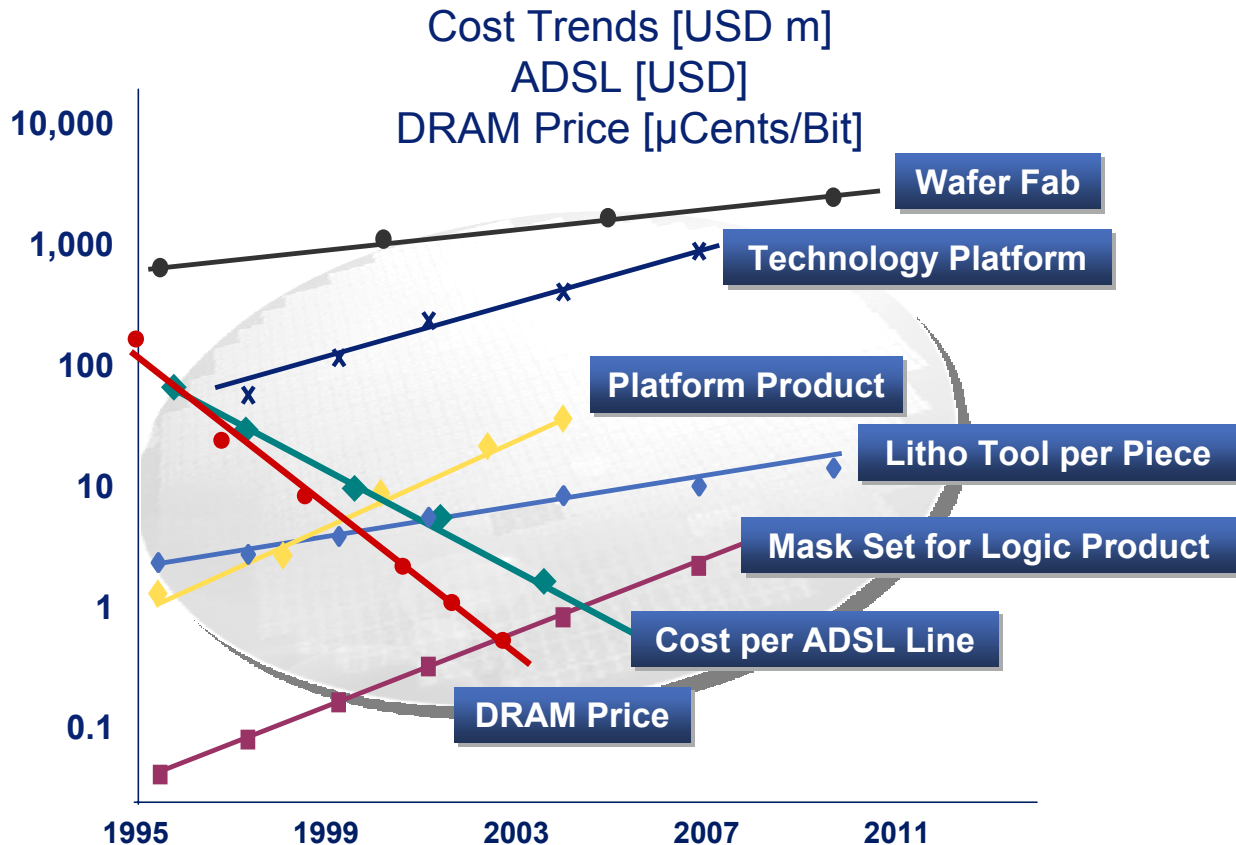 Cost Trends [USD m]
ADSL [USD]
DRAM Price [µCents/Bit]
10,000
Wafer Fab
1,000
Technology Platform
100
Platform Product
Litho Tool per Piece
10
Mask Set for Logic Product
1
Cost per ADSL Line
DRAM Price
0.1
1995 1999 2003 2007 2011